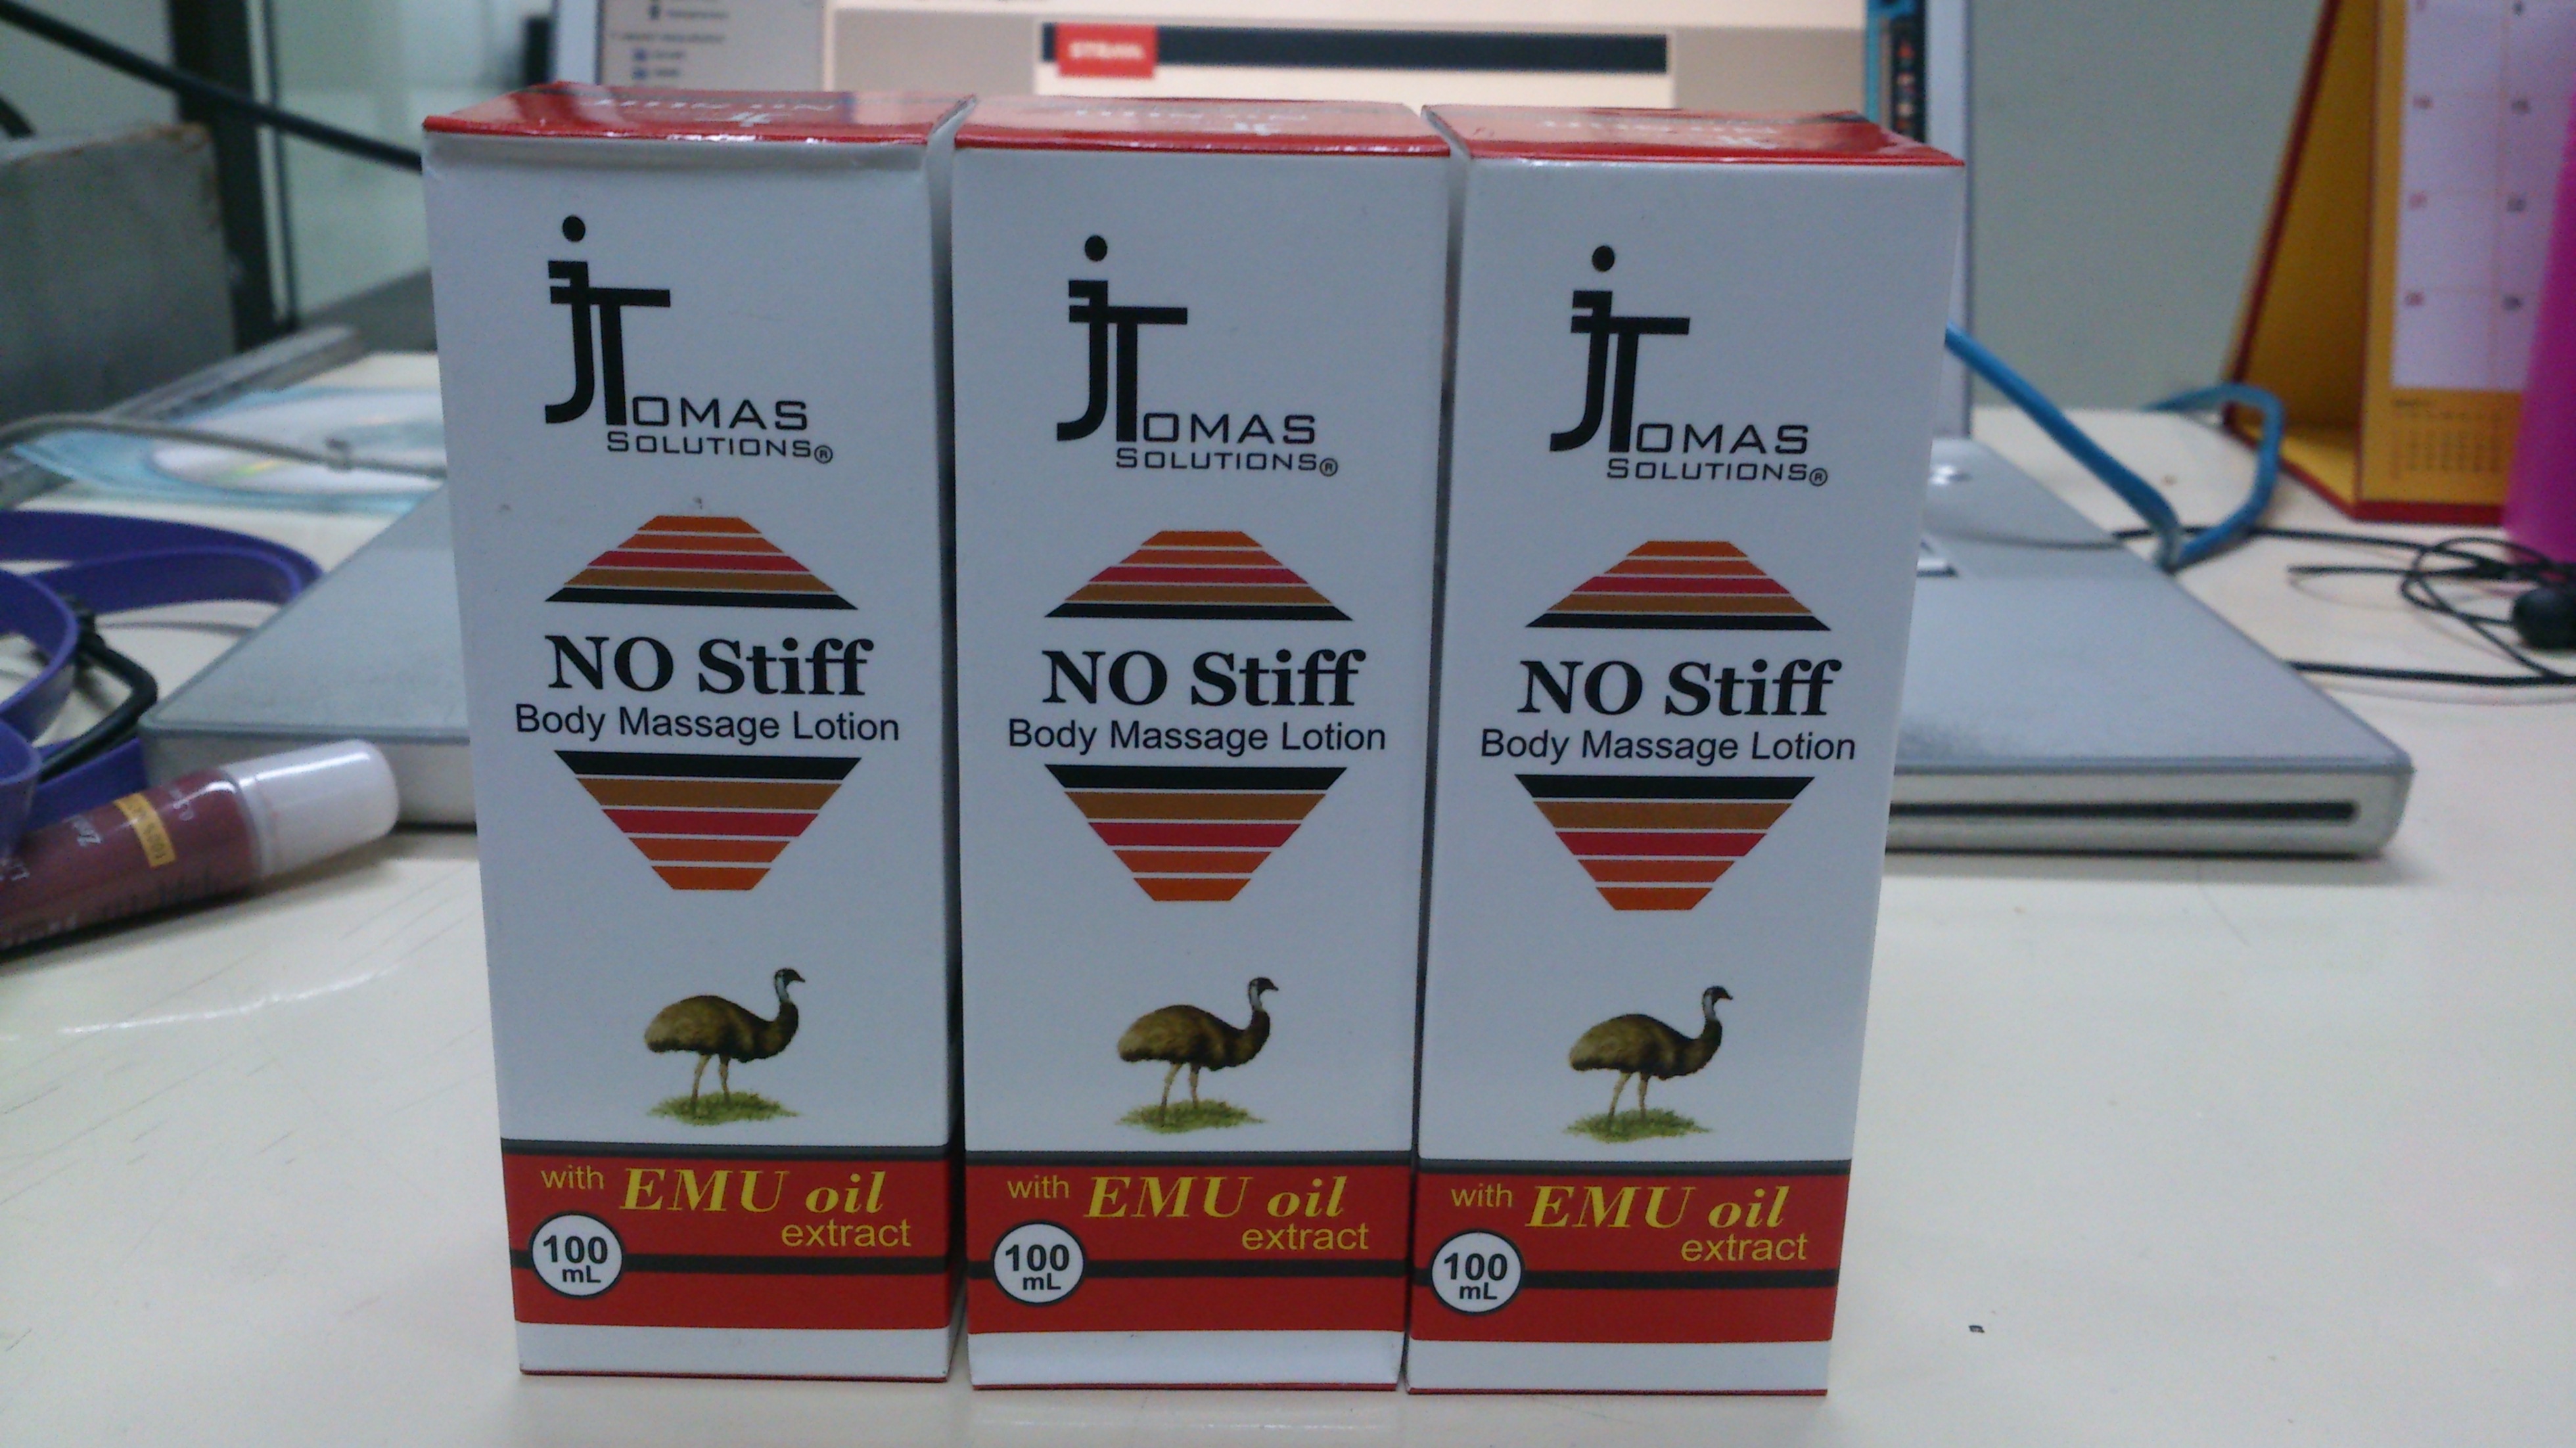 STRAVA
jTomas
Solutions®
NO Stiff
Body Massage Lotion
with EMU oil
extract
100
mL
jTomas
Solutions®
NO Stiff
Body Massage Lotion
with EMU oil
extract
100
mL
jTomas
Solutions®
NO Stiff
Body Massage Lotion
with EMU oil
extract
100
mL